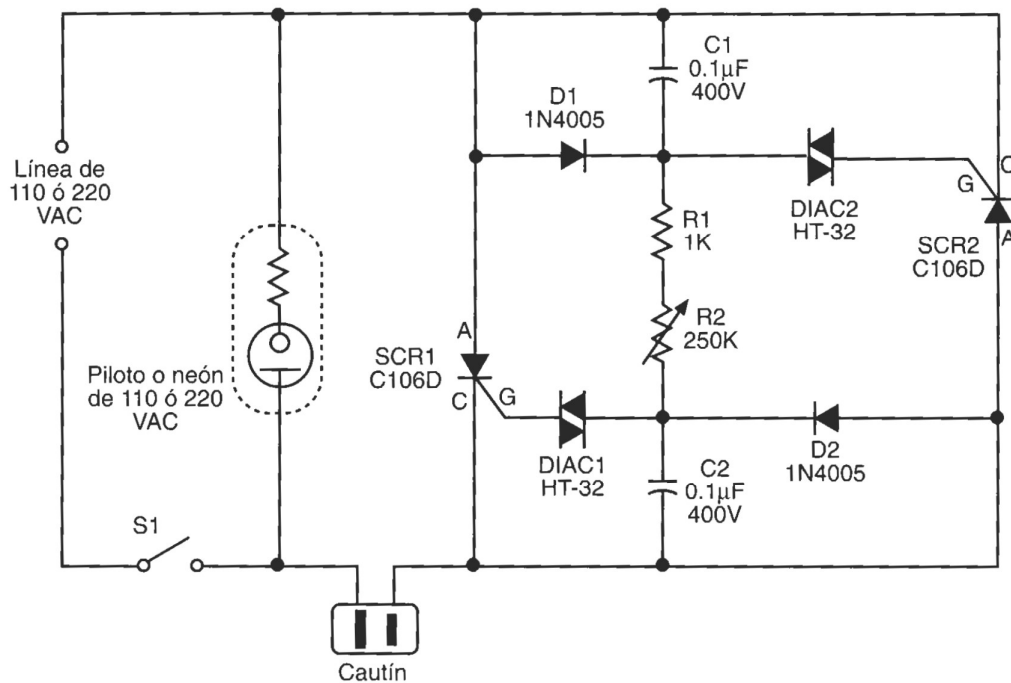 C1
0.1µF
400V
D1
1N4005
Línea de
110 ó 220
VAC
C
G
DIAC2
HT-32
A
SCR2
C106D
R1
1K
R2
250K
A
SCR1
C106D
C
G
Piloto o neón
de 110 ó 220
VAC
DIAC1
HT-32
D2
1N4005
C2
0.1µF
400V
S1
Cautín